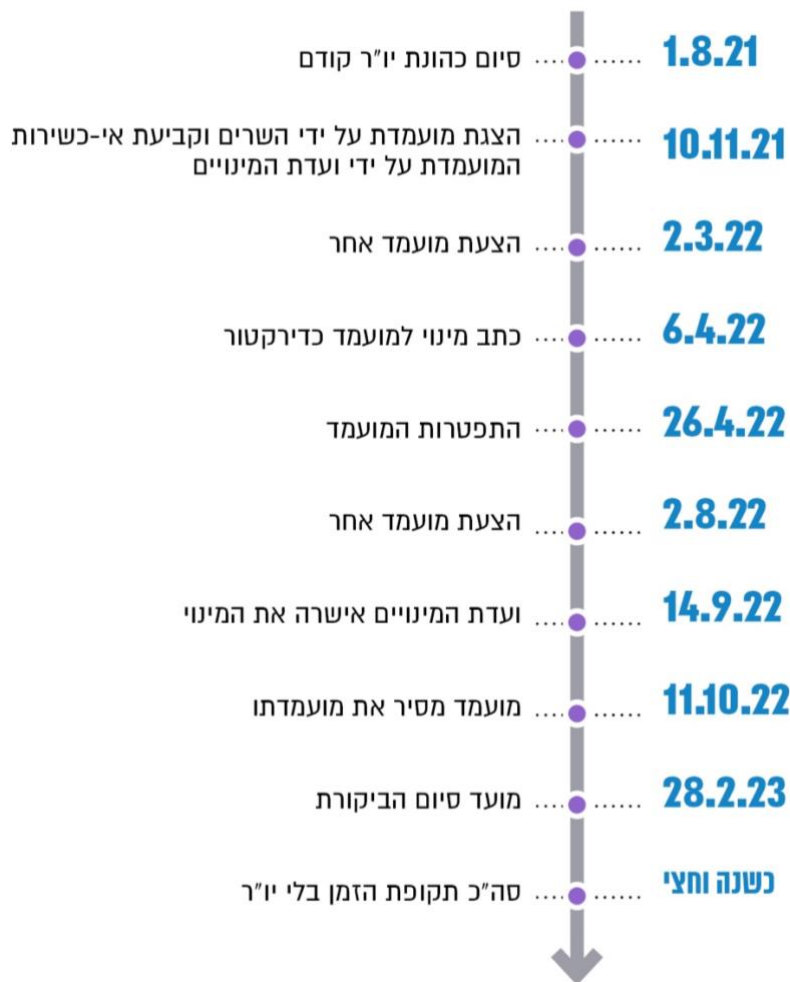 1.8.21 סיום כהונת יו"ר קודם
10.11.21 הצגת מועמדת על ידי השרים וקביעת אי-כשירות
המועמדת על ידי ועדת המינויים
2.3.22 הצעת מועמד אחר
6.4.22 כתב מינוי למועמד כדירקטור
26.4.22 התפטרות המועמד
2.8.22 הצעת מועמד אחר
14.9.22 ועדת המינויים אישרה את המינוי
11.10.22 מועמד מסיר את מועמדתו
28.2.23 מועד סיום הביקורת
כשנה וחצי סה"כ תקופת הזמן בלי יו"ר